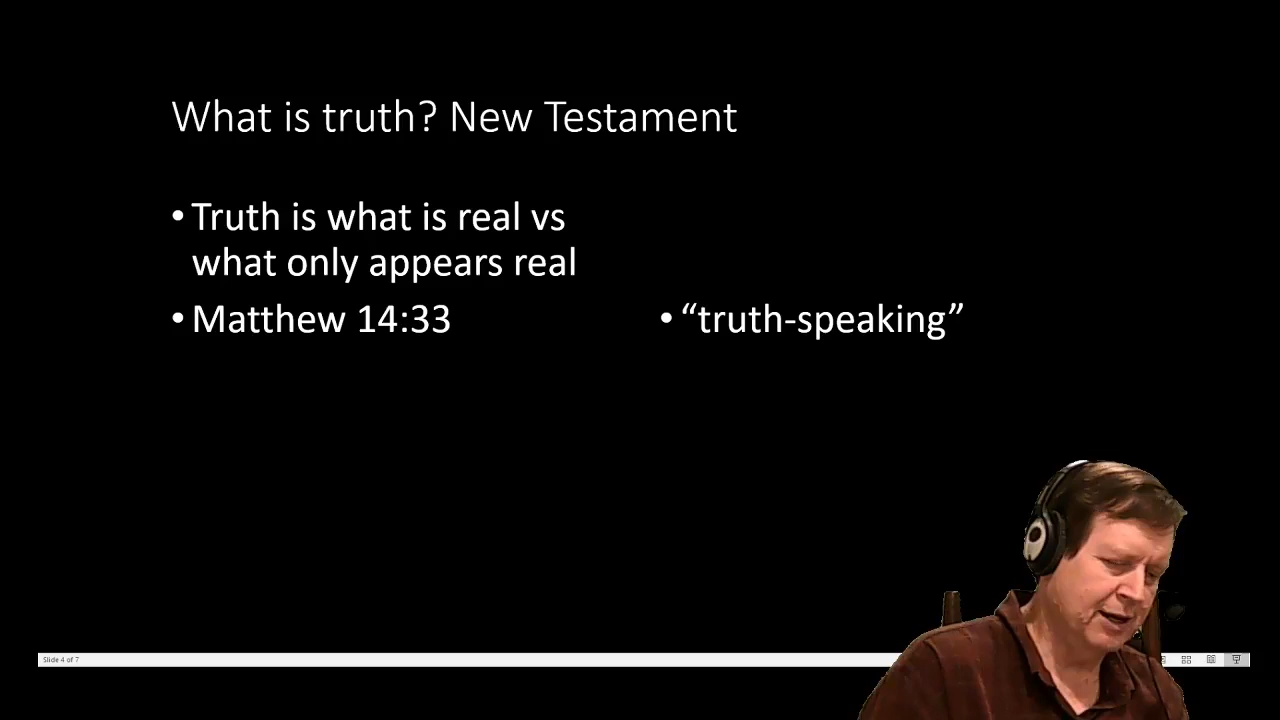 What is truth? New Testament
• Truth is what is real vs
what only appears real
• Matthew 14:33
• “truth-speaking”
Slide 4 of 7